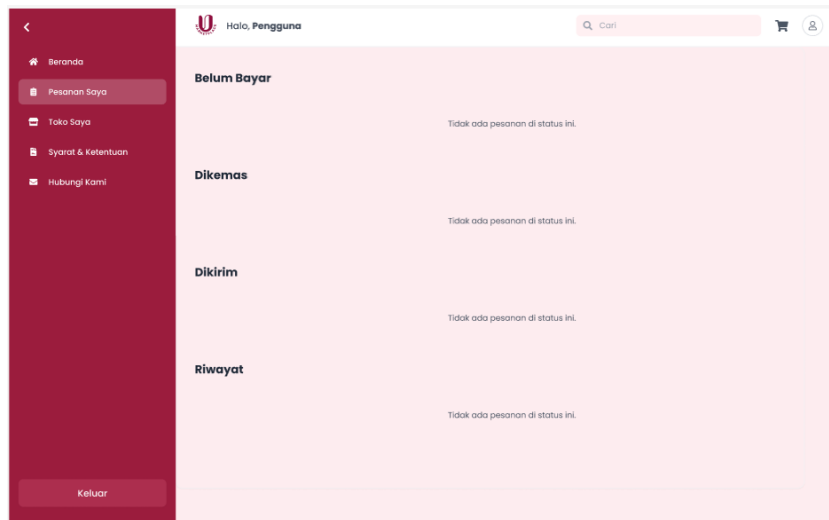 Halo, Pengguna
Cari
Beranda
Pesanan Saya
Toko Saya
Syarat & Ketentuan
Hubungi Kami
Keluar
Belum Bayar
Tidak ada pesanan di status ini.
Dikemas
Tidak ada pesanan di status ini.
Dikirim
Tidak ada pesanan di status ini.
Riwayat
Tidak ada pesanan di status ini.